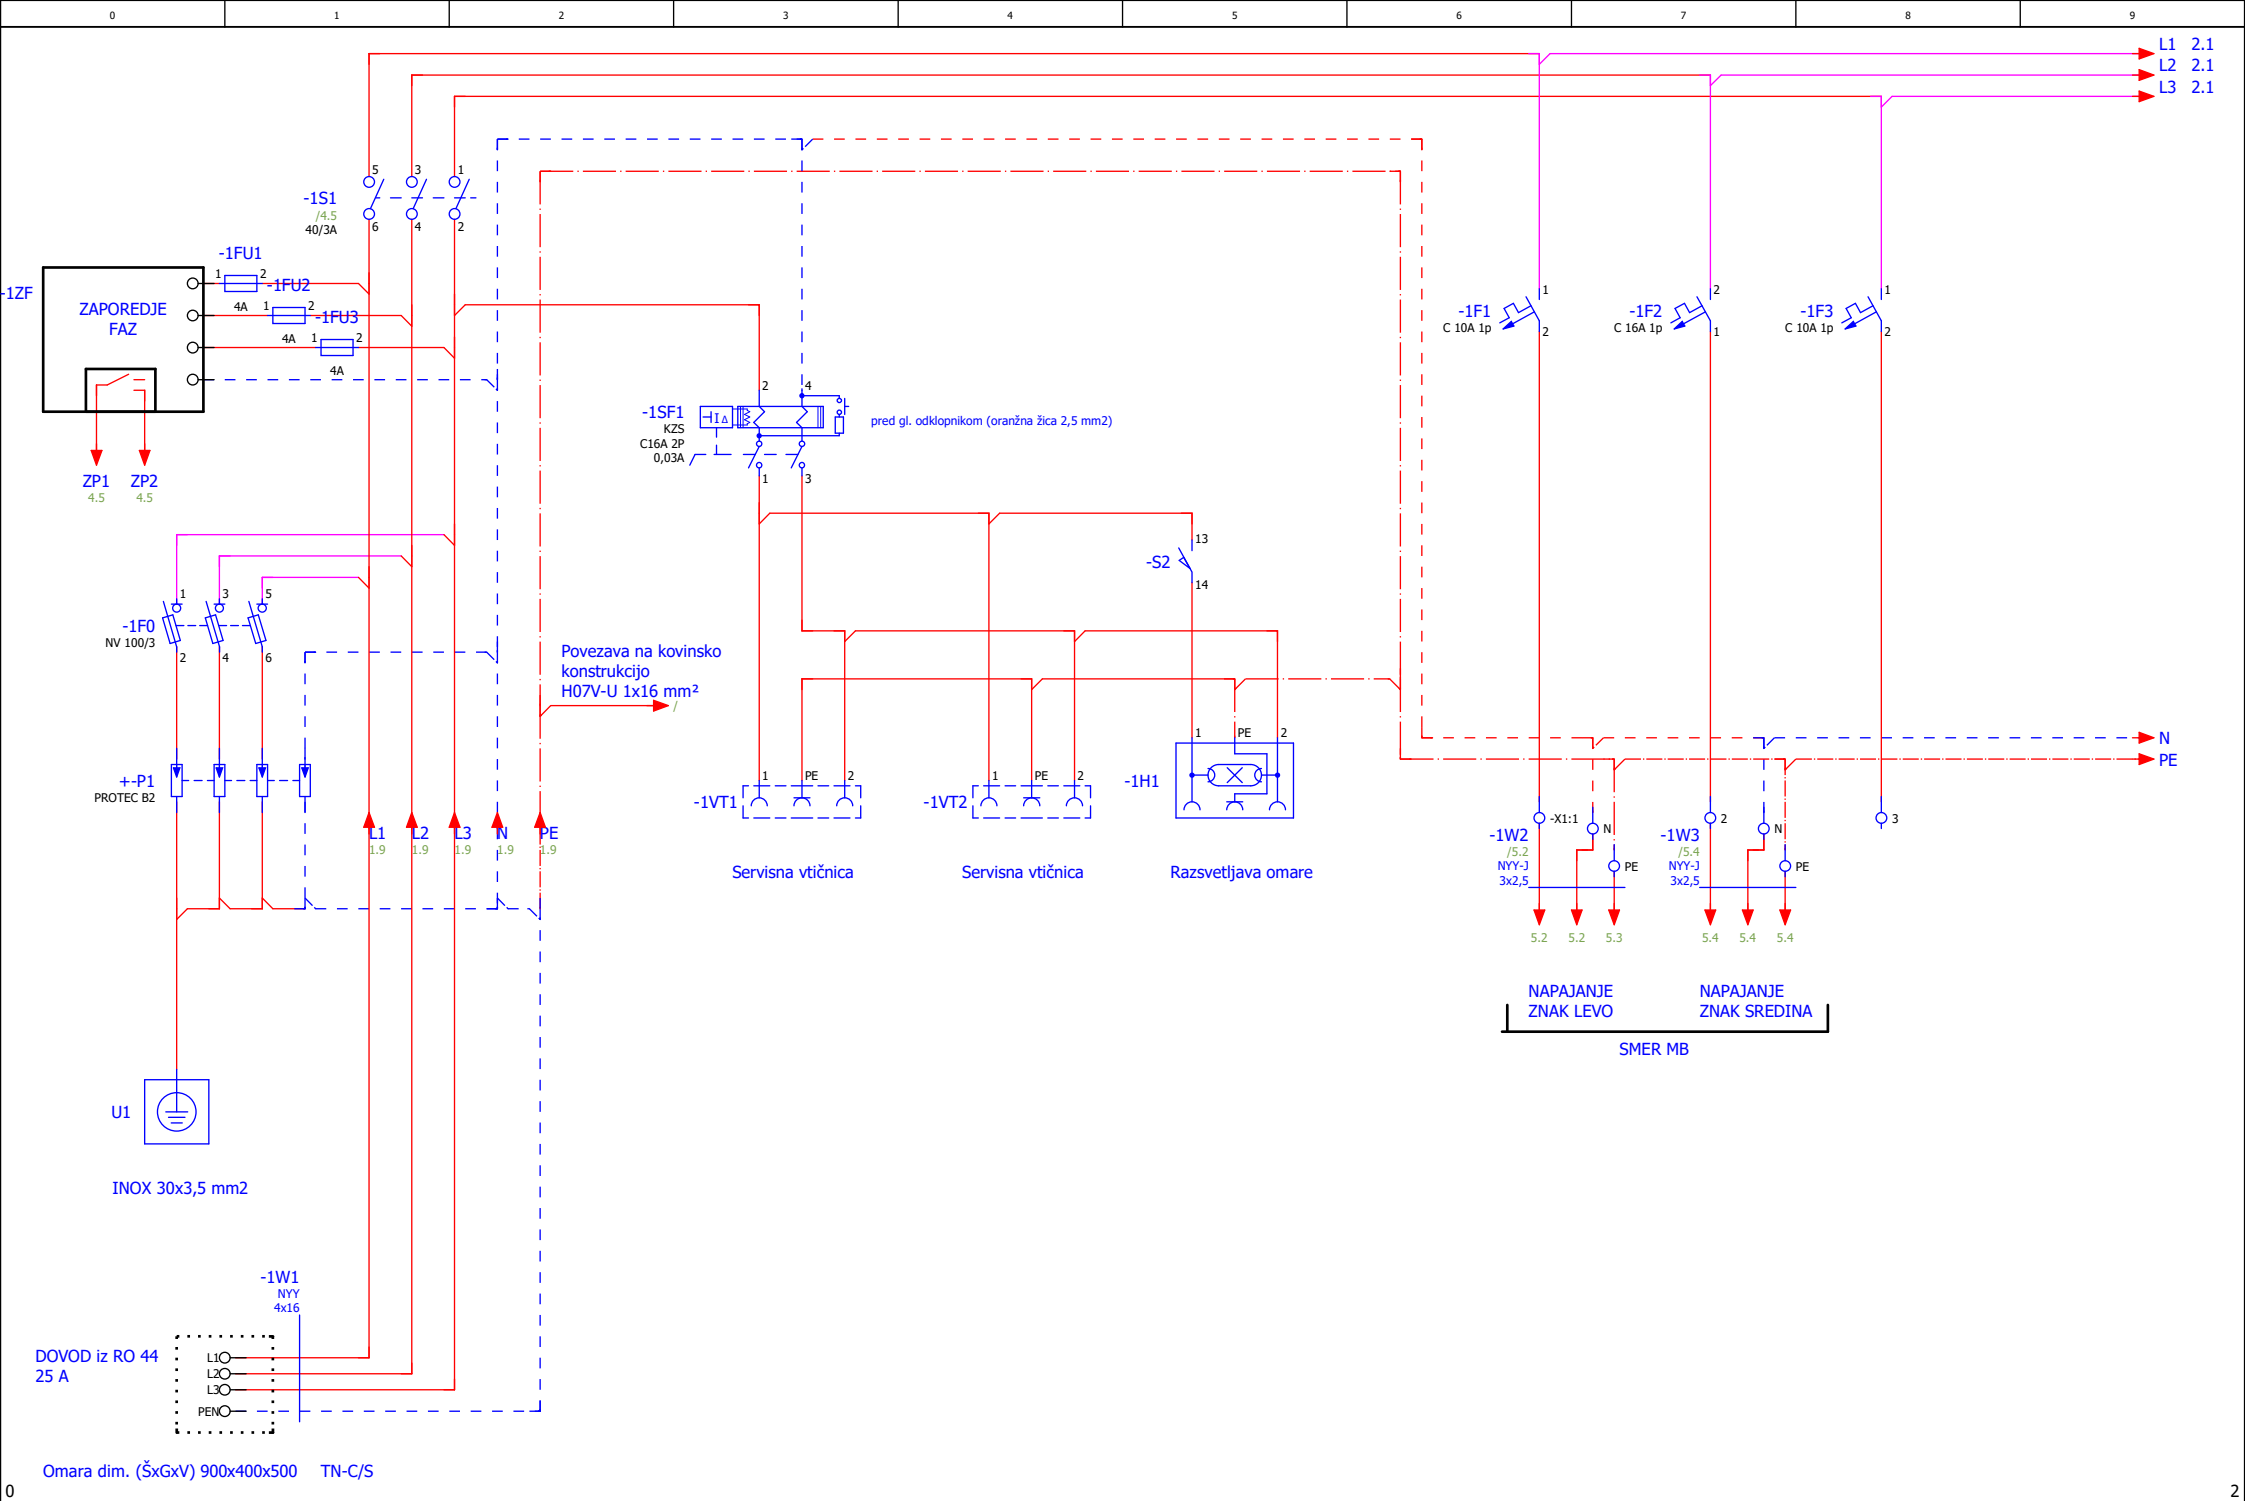 0 1 2 3 4 5 6 7 8 9
L1 2.1
L2 2.1
L3 2.1
5 3 1
-1S1
/4.5
40/3A
6 4 2
-1FU1
1 2
4A
-1FU2
1 2
4A
-1FU3
1 2
4A
-1ZF
ZAPOREDJE
FAZ
ZP1 ZP2
4.5 4.5
2 4
-1SF1
KZS
C16A 2P
0,03A
I Δ
1 3
pred gl. odklopnikom (oranžna žica 2,5 mm2)
1
-1F1
C 10A 1p
2
2
-1F2
C 16A 1p
1
1
-1F3
C 10A 1p
2
13
-S2
14
1 3 5
-1F0
NV 100/3
2 4 6
Povezava na kovinsko
konstrukcijo
H07V-U 1x16 mm²
/
+-P1
PROTEC B2
L1 L2 L3 N PE
1.9 1.9 1.9 1.9 1.9
1 PE 2
-1VT1
Servisna vtičnica
1 PE 2
-1VT2
Servisna vtičnica
1 PE 2
-1H1
Razsvetljava omare
N
PE
-X1:1
N
PE
-1W2
/5.2
NYY-J
3x2,5
5.2 5.2 5.3
2
N
PE
-1W3
/5.4
NYY-J
3x2,5
5.4 5.4 5.4
3
NAPAJANJE
ZNAK LEVO
NAPAJANJE
ZNAK SREDINA
SMER MB
U1
INOX 30x3,5 mm2
-1W1
NYY
4x16
DOVOD iz RO 44
25 A
L1
L2
L3
PEN
Omara dim. (ŠxGxV) 900x400x500 TN-C/S
0
2